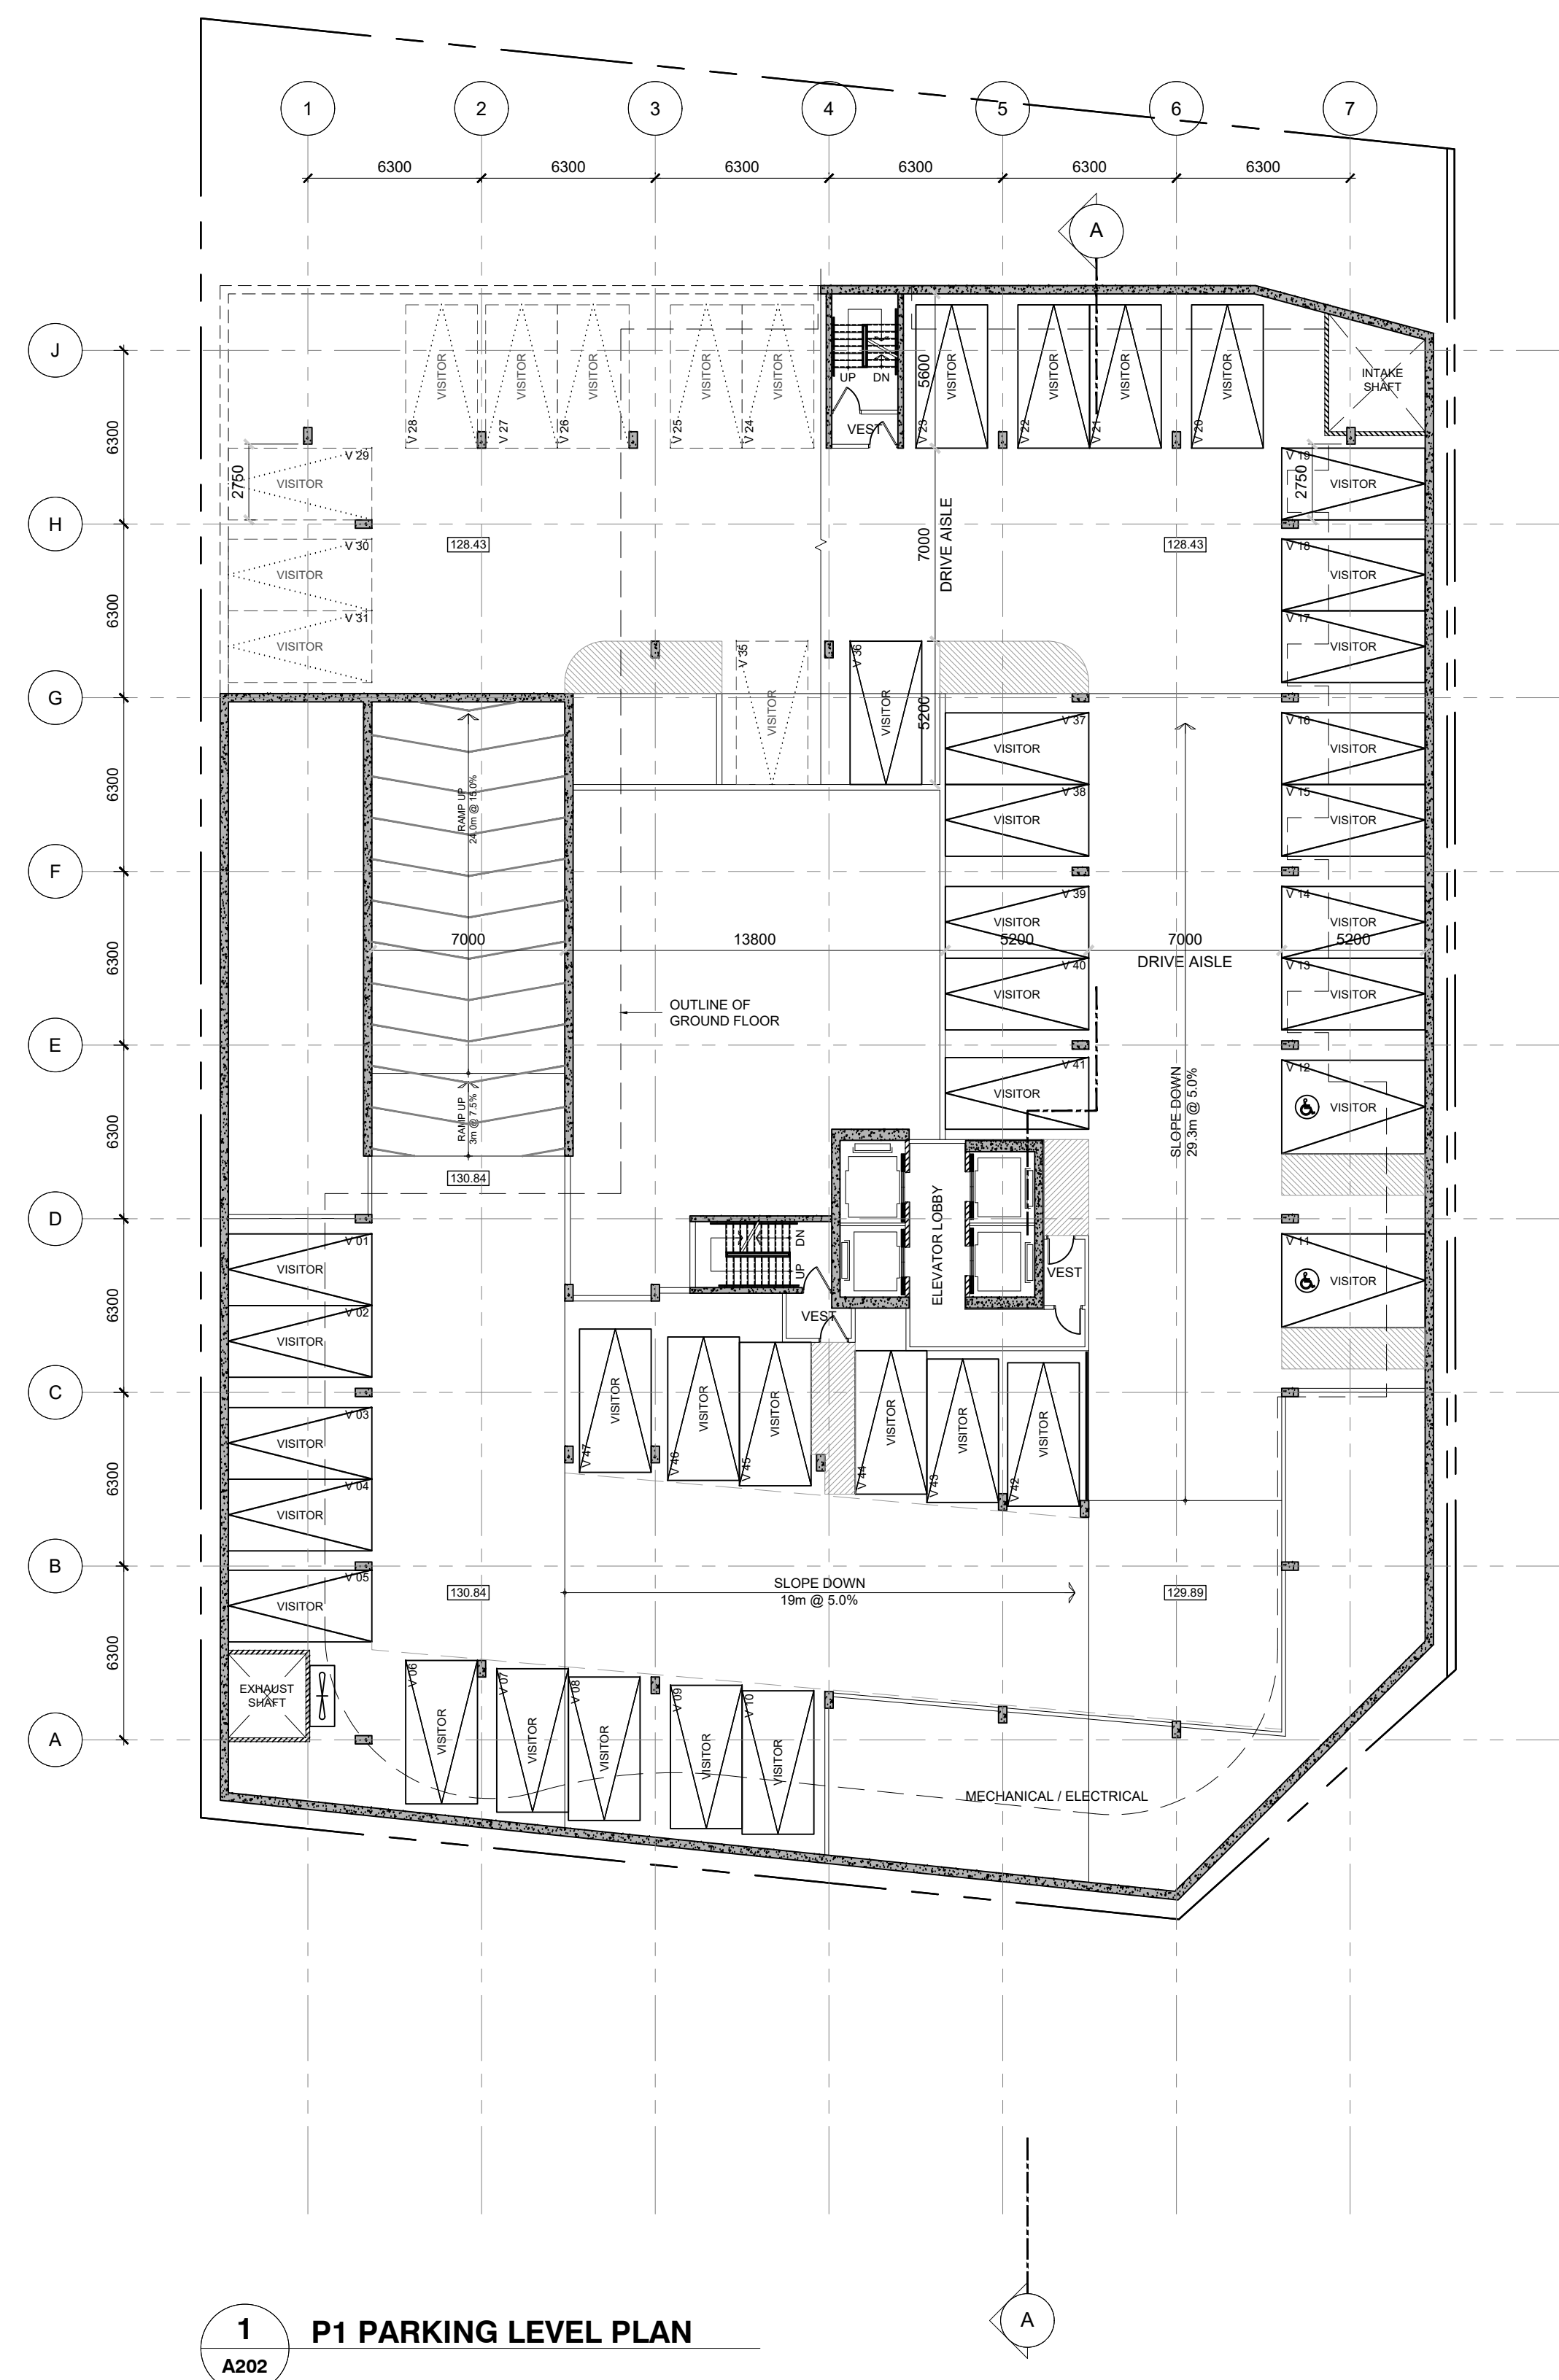 1 2 3 4 5 6 7
6300 6300 6300 6300 6300 6300
A
J
H
G
F
E
D
C
B
A
6300
6300
6300
6300
6300
6300
6300
6300
V 28 VISITOR
V 27 VISITOR
V 26 VISITOR
V 25 VISITOR
V 24 VISITOR
UP DN
VEST
5600
V 23 VISITOR
V 22 VISITOR
V 21 VISITOR
V 20 VISITOR
INTAKE
SHAFT
2750
V 29
VISITOR
V 30
VISITOR
V 31
VISITOR
128.43
7000
DRIVE AISLE
128.43
2750
V 19
VISITOR
V 18
VISITOR
V 17
VISITOR
V 35
VISITOR
V 36
VISITOR
5200
V 37
VISITOR
V 38
VISITOR
V 39
VISITOR
V 40
VISITOR
V 41
VISITOR
V 16
VISITOR
V 15
VISITOR
V 14
VISITOR
V 13
VISITOR
V 12
VISITOR
V 11
VISITOR
RAMP UP
24.0m @ 15.0%
7000 13800 5200 7000 5200
DRIVE AISLE
OUTLINE OF
GROUND FLOOR
RAMP UP
3m @ 7.5%
130.84
SLOPE DOWN
29.3m @ 5.0%
ELEVATOR LOBBY
DN
UP
VEST
VEST
V 01
VISITOR
V 02
VISITOR
V 03
VISITOR
V 04
VISITOR
V 05
VISITOR
V 47 VISITOR
V 46 VISITOR
V 45 VISITOR
V 44 VISITOR
V 43 VISITOR
V 42 VISITOR
130.84
SLOPE DOWN
19m @ 5.0%
129.89
EXHAUST
SHAFT
V 06 VISITOR
V 07 VISITOR
V 08 VISITOR
V 09 VISITOR
V 10 VISITOR
MECHANICAL / ELECTRICAL
A
1
A202
P1 PARKING LEVEL PLAN